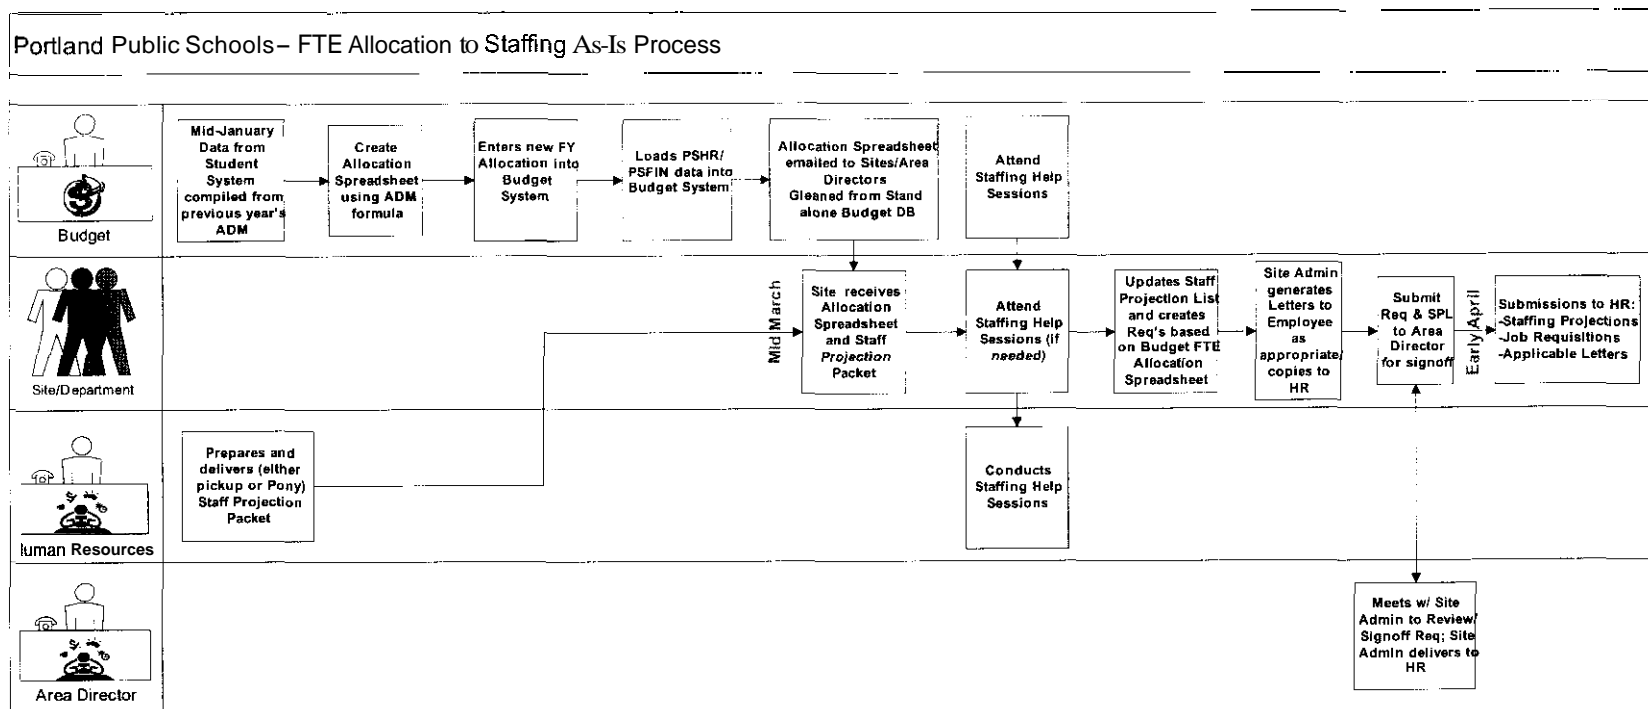 Portland Public Schools– FTE Allocation to Staffing As-Is Process
Mid-January
Data from
Student
System
compiled from
previous year's
ADM
Create
Allocation
Spreadsheet
using ADM
formula
Enters new FY
Allocation into
Budget
System
Loads PSHR/
PSFIN data into
Budget System
Allocation Spreadsheet
emailed to Sites/Area
Directors
Gleaned from Stand
alone Budget DB
Attend
Staffing Help
Sessions
Budget
Mid March
Site receives
Allocation
Spreadsheet
and Staff
Projection
Packet
Attend
Staffing Help
Sessions (if
needed)
Updates Staff
Projection List
and creates
Req's based
on Budget FTE
Allocation
Spreadsheet
Site Admin
generates
Letters to
Employee
as
appropriate/
copies to
HR
Submit
Req & SPL
to Area
Director
for signoff
Early April
Submissions to HR:
-Staffing Projections
-Job Requisitions
-Applicable Letters
Site/Department
Prepares and
delivers (either
pickup or Pony)
Staff Projection
Packet
Conducts
Staffing Help
Sessions
uman Resources
Meets w/ Site
Admin to Review/
Signoff Req; Site
Admin delivers to
HR
Area Director